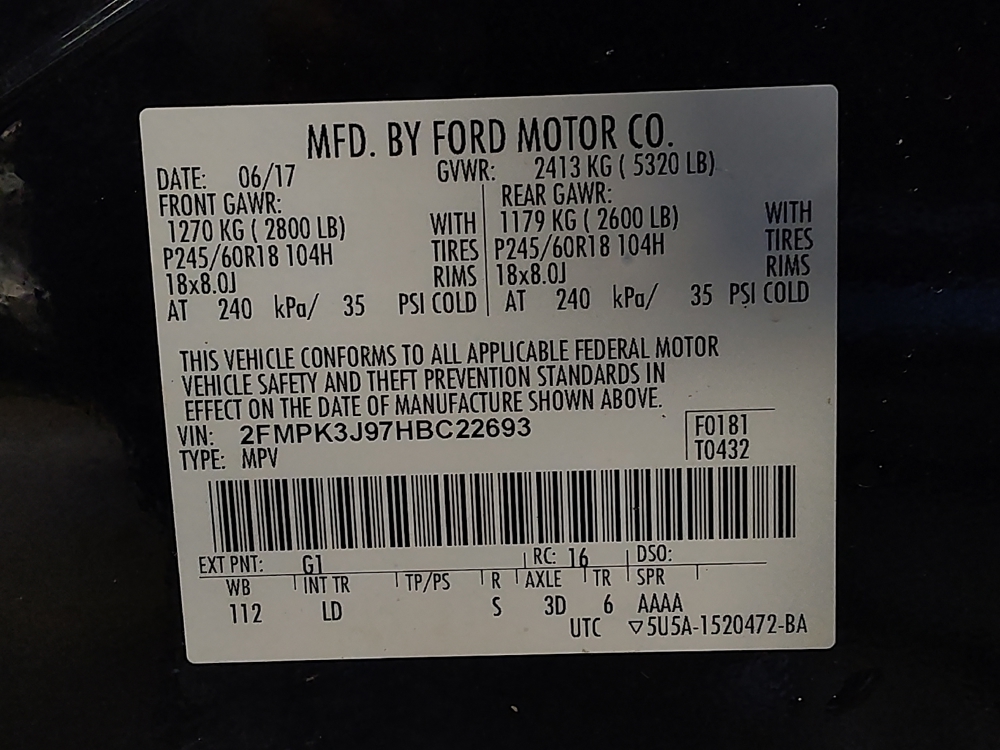 MFD. BY FORD MOTOR CO.
DATE: 06/17 GVWR: 2413 KG ( 5320 LB)
FRONT GAWR: REAR GAWR:
1270 KG ( 2800 LB) WITH 1179 KG ( 2600 LB) WITH
P245/60R18 104H TIRES P245/60R18 104H TIRES
18x8.0J RIMS 18x8.0J RIMS
AT 240 kPa/ 35 PSI COLD AT 240 kPa/ 35 PSI COLD
THIS VEHICLE CONFORMS TO ALL APPLICABLE FEDERAL MOTOR
VEHICLE SAFETY AND THEFT PREVENTION STANDARDS IN
EFFECT ON THE DATE OF MANUFACTURE SHOWN ABOVE.
VIN: 2FMPK3J97HBC22693 F0181
TYPE: MPV T0432
EXT PNT: G1 RC: 16 DSO:
WB INT TR TP/PS R AXLE TR SPR
112 LD S 3D 6 AAAA
UTC ▽5U5A-1520472-BA